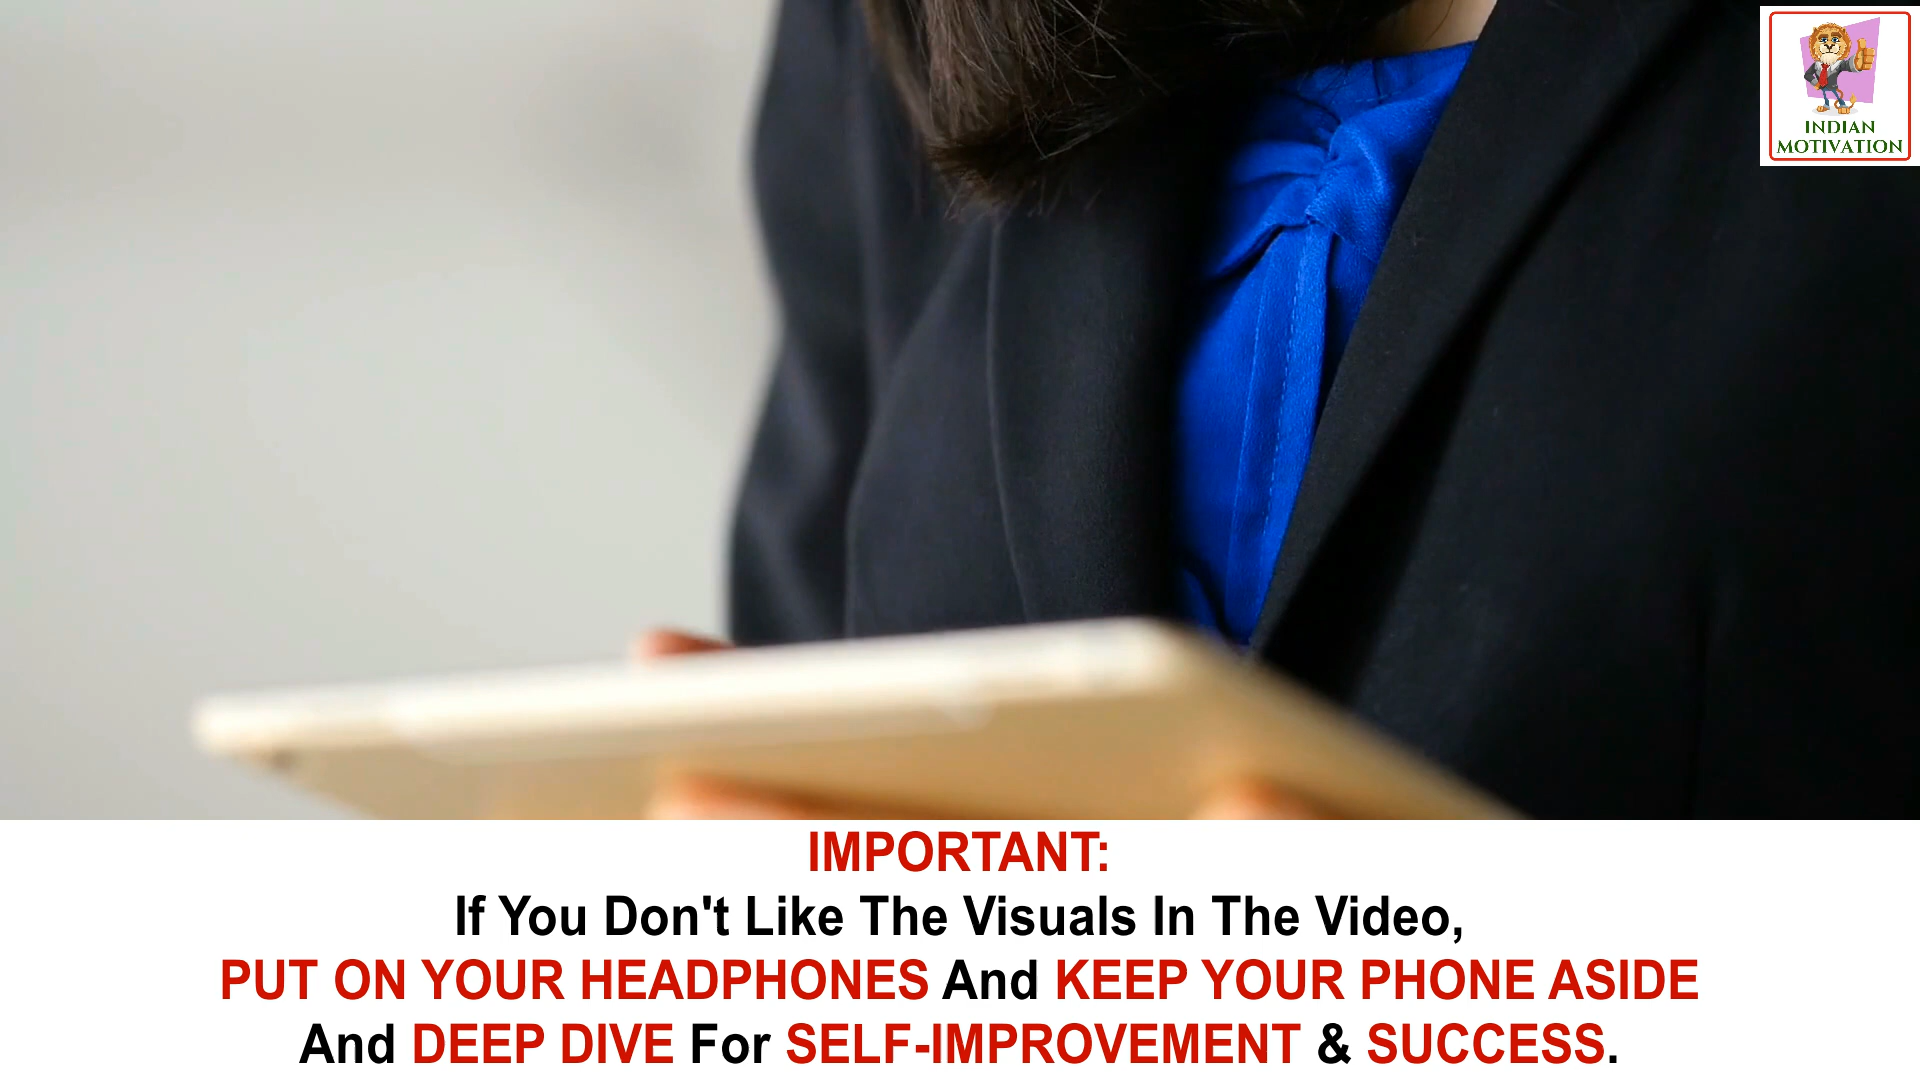 INDIAN
MOTIVATION
IMPORTANT:
If You Don't Like The Visuals In The Video,
PUT ON YOUR HEADPHONES And KEEP YOUR PHONE ASIDE
And DEEP DIVE For SELF-IMPROVEMENT & SUCCESS.